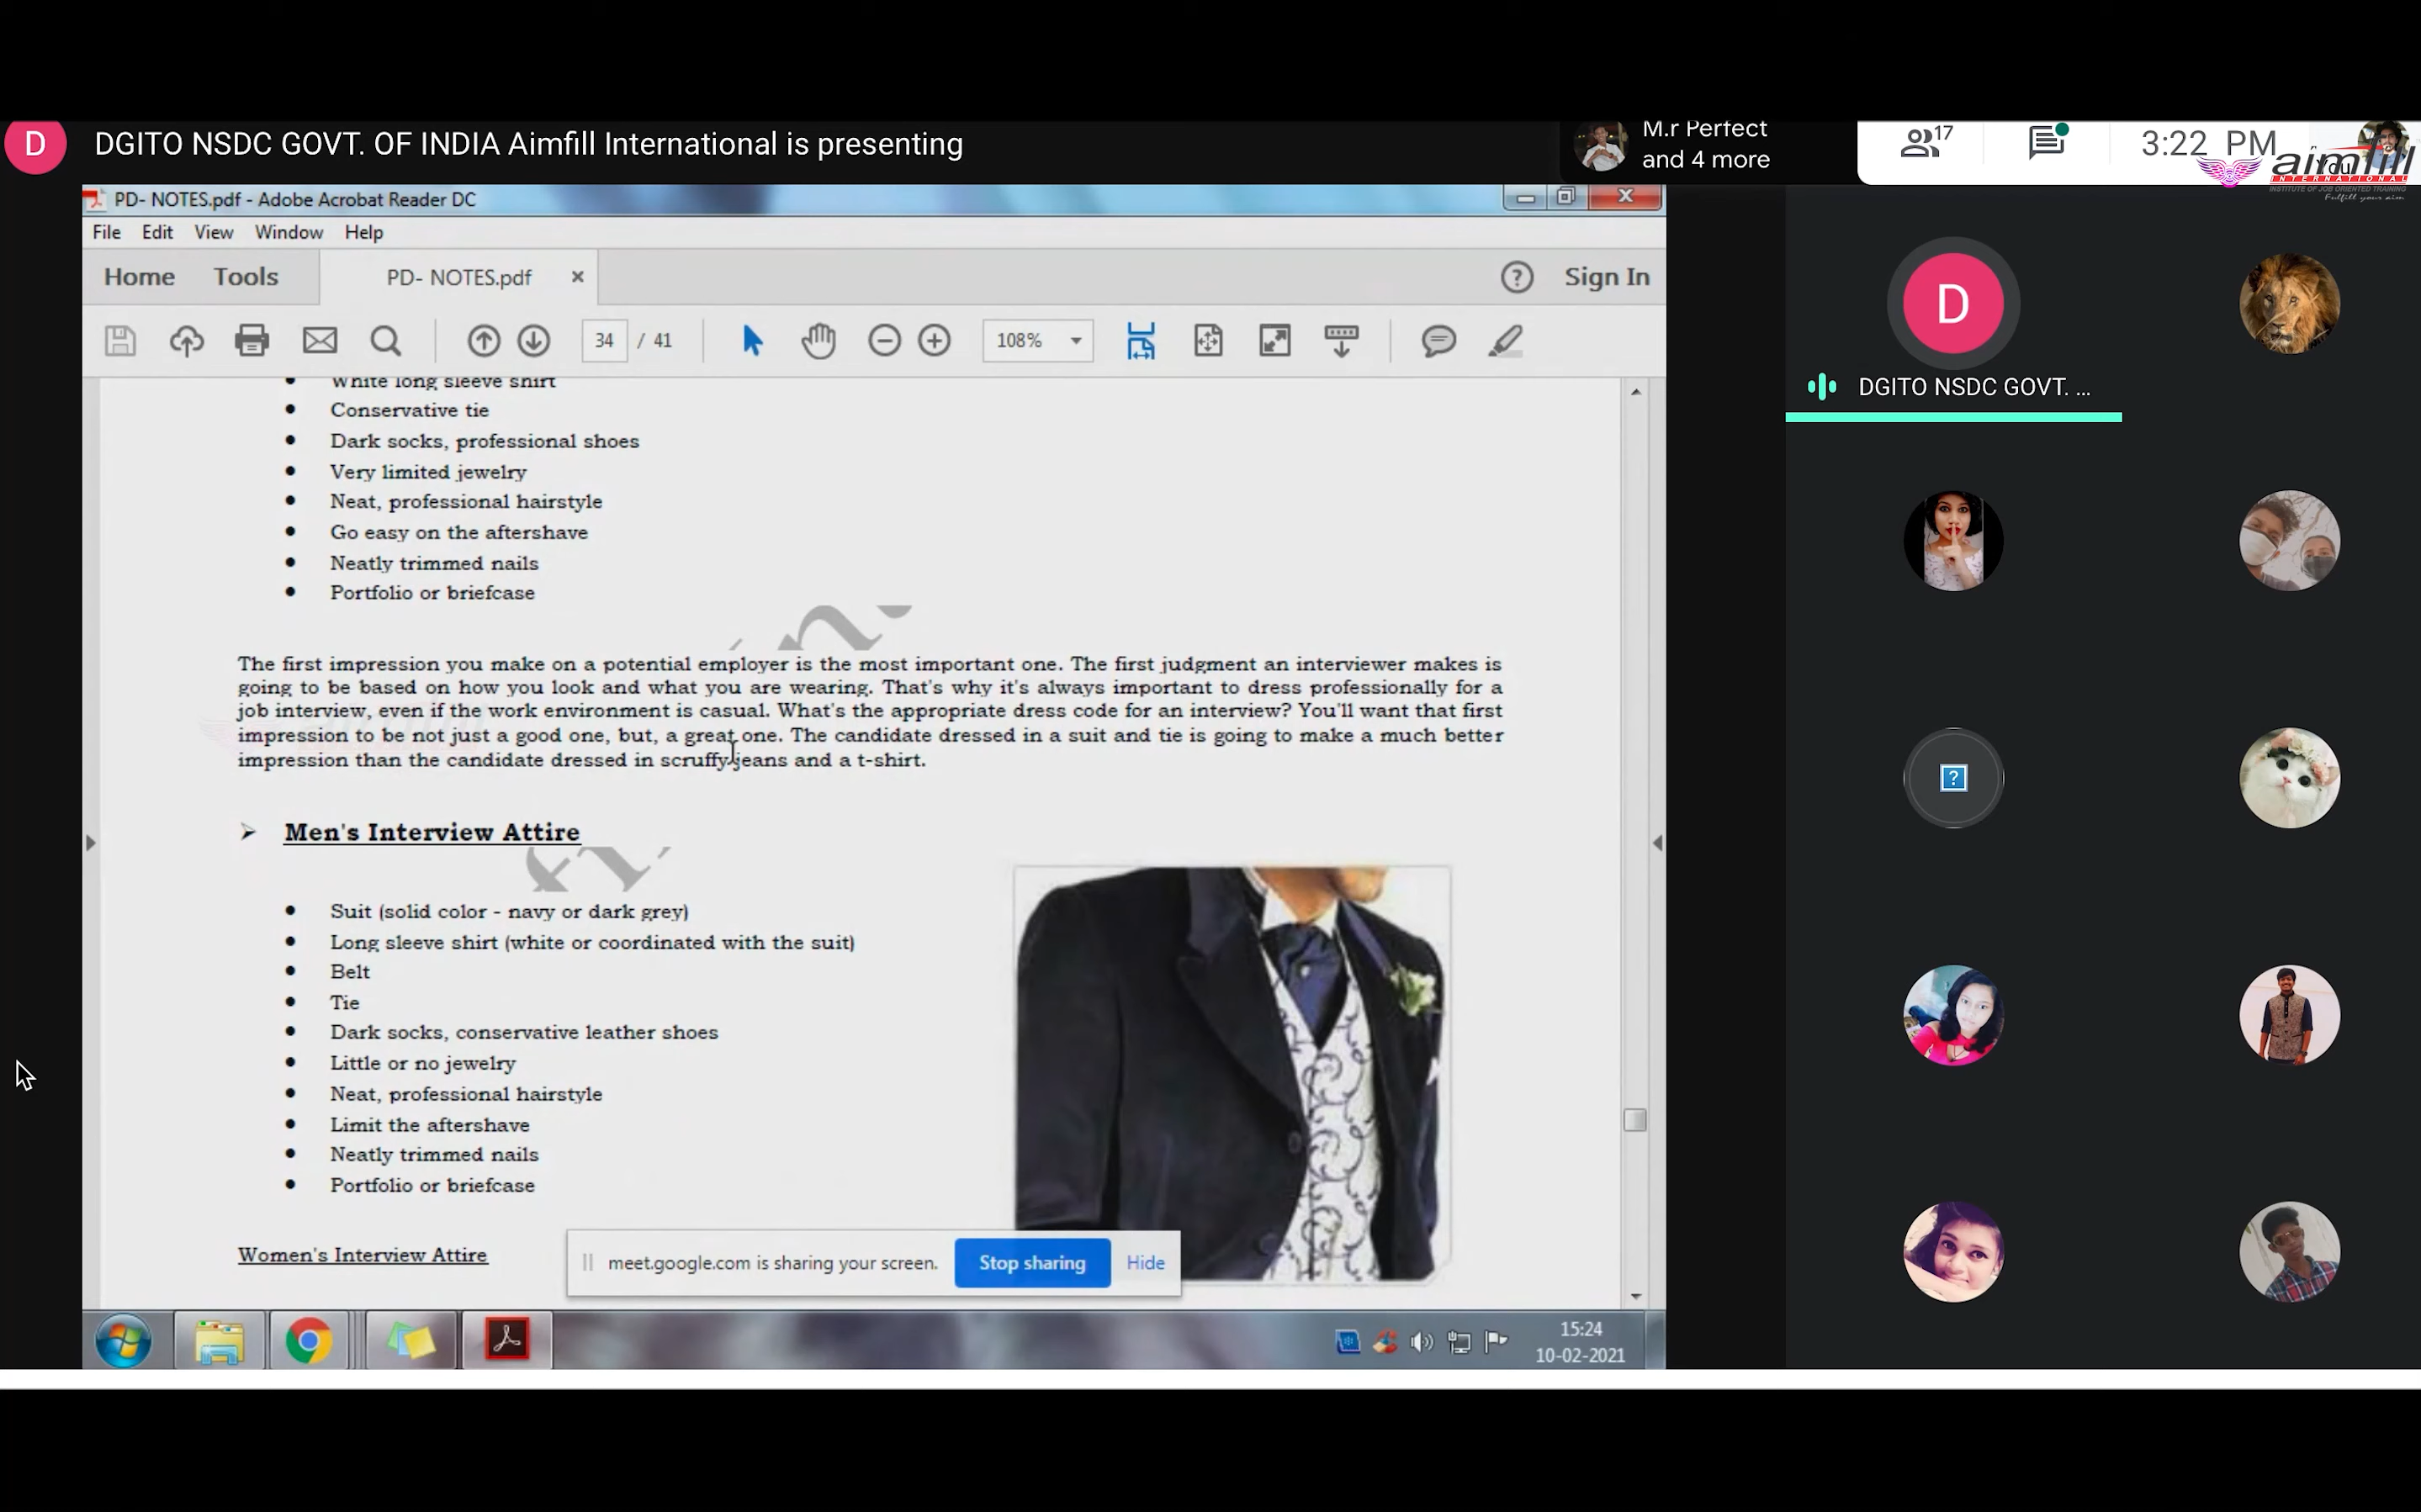 D
DGITO NSDC GOVT. OF INDIA Aimfill International is presenting
M.r Perfect
and 4 more
17
3:22 PM
You
aimfill
INTERNATIONAL
INSTITUTE OF JOB ORIENTED TRAINING
Fulfill your aim
PD- NOTES.pdf - Adobe Acrobat Reader DC
File Edit View Window Help
Home Tools PD- NOTES.pdf Sign In
34 / 41 108%
White long sleeve shirt
Conservative tie
Dark socks, professional shoes
Very limited jewelry
Neat, professional hairstyle
Go easy on the aftershave
Neatly trimmed nails
Portfolio or briefcase
The first impression you make on a potential employer is the most important one. The first judgment an interviewer makes is
going to be based on how you look and what you are wearing. That's why it's always important to dress professionally for a
job interview, even if the work environment is casual. What's the appropriate dress code for an interview? You'll want that first
impression to be not just a good one, but, a great one. The candidate dressed in a suit and tie is going to make a much better
impression than the candidate dressed in scruffy jeans and a t-shirt.
Men's Interview Attire
Suit (solid color - navy or dark grey)
Long sleeve shirt (white or coordinated with the suit)
Belt
Tie
Dark socks, conservative leather shoes
Little or no jewelry
Neat, professional hairstyle
Limit the aftershave
Neatly trimmed nails
Portfolio or briefcase
Women's Interview Attire
meet.google.com is sharing your screen. Stop sharing Hide
15:24
10-02-2021
D
DGITO NSDC GOVT. ...